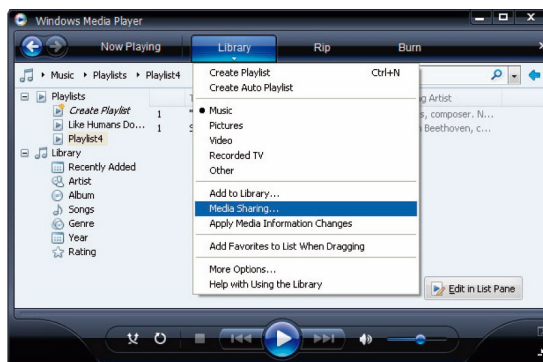 Windows Media Player
Now Playing Library Rip Burn
Music Playlists Playlist4
Playlists
Create Playlist
Like Humans Do...
Playlist4
Library
Recently Added
Artist
Album
Songs
Genre
Year
Rating
1
1
Create Playlist Ctrl+N
Create Auto Playlist
Music
Pictures
Video
Recorded TV
Other
Add to Library...
Media Sharing...
Apply Media Information Changes
Add Favorites to List When Dragging
More Options...
Help with Using the Library
Artist
composer. N...
Beethoven, c...
Edit in List Pane